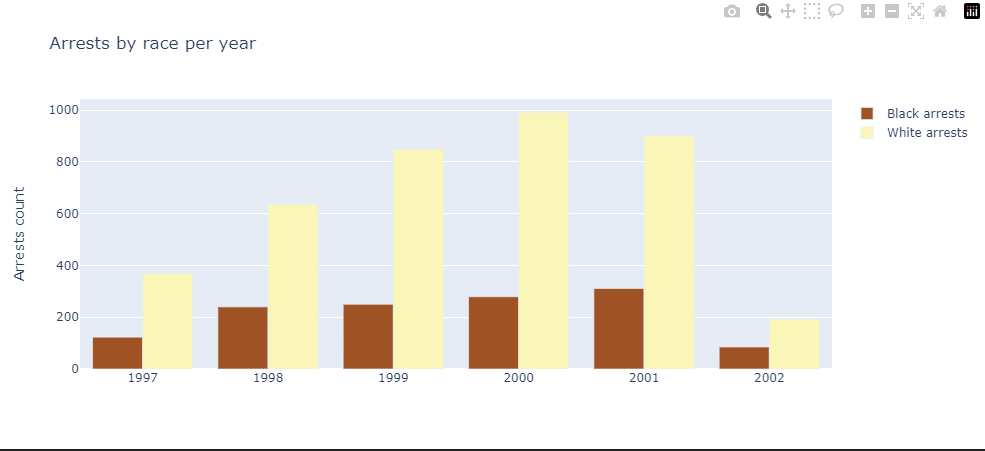 Arrests by race per year
Arrests count
1000
800
600
400
200
0
1997 1998 1999 2000 2001 2002
Black arrests
White arrests